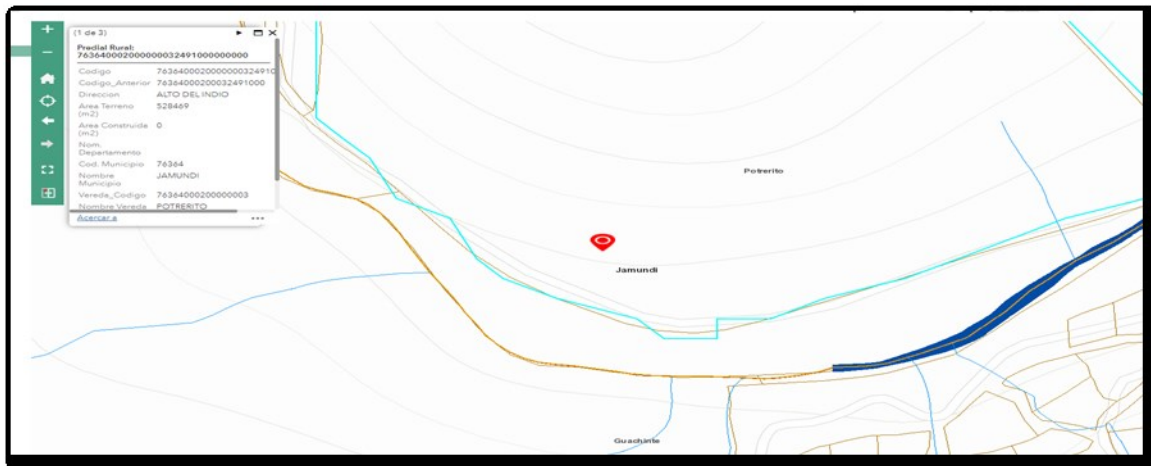 (1 de 3)
Predial Rural:
763640002000000032491000000000
Codigo 7636400020000000324910
Codigo_Anterior 76364000200032491000
Direccion ALTO DEL INDIO
Area Terreno 528469
(m2)
Area Construida 0
(m2)
Nom.
Departamento
Cod. Municipio 76364
Nombre JAMUNDI
Municipio
Vereda_Codigo 76364000200000003
Nombre Vereda POTRERITO
Acercar a
Potrerito
Jamundi
Guachinte